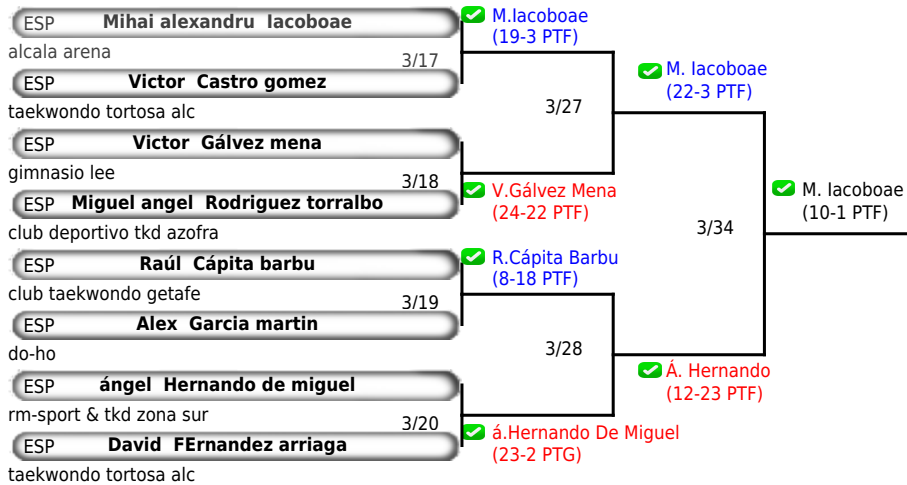 ESP Mihai alexandru Iacoboae
alcala arena
3/17
ESP Victor Castro gomez
taekwondo tortosa alc
ESP Victor Gálvez mena
gimnasio lee
3/18
ESP Miguel angel Rodriguez torralbo
club deportivo tkd azofra
ESP Raúl Cápita barbu
club taekwondo getafe
3/19
ESP Alex Garcia martin
do-ho
ESP ángel Hernando de miguel
rm-sport & tkd zona sur
3/20
ESP David FErnandez arriaga
taekwondo tortosa alc
M.Iacoboae
(19-3 PTF)
3/27
V.Gálvez Mena
(24-22 PTF)
R.Cápita Barbu
(8-18 PTF)
3/28
á.Hernando De Miguel
(23-2 PTG)
M. Iacoboae
(22-3 PTF)
3/34
Á. Hernando
(12-23 PTF)
M. Iacoboae
(10-1 PTF)